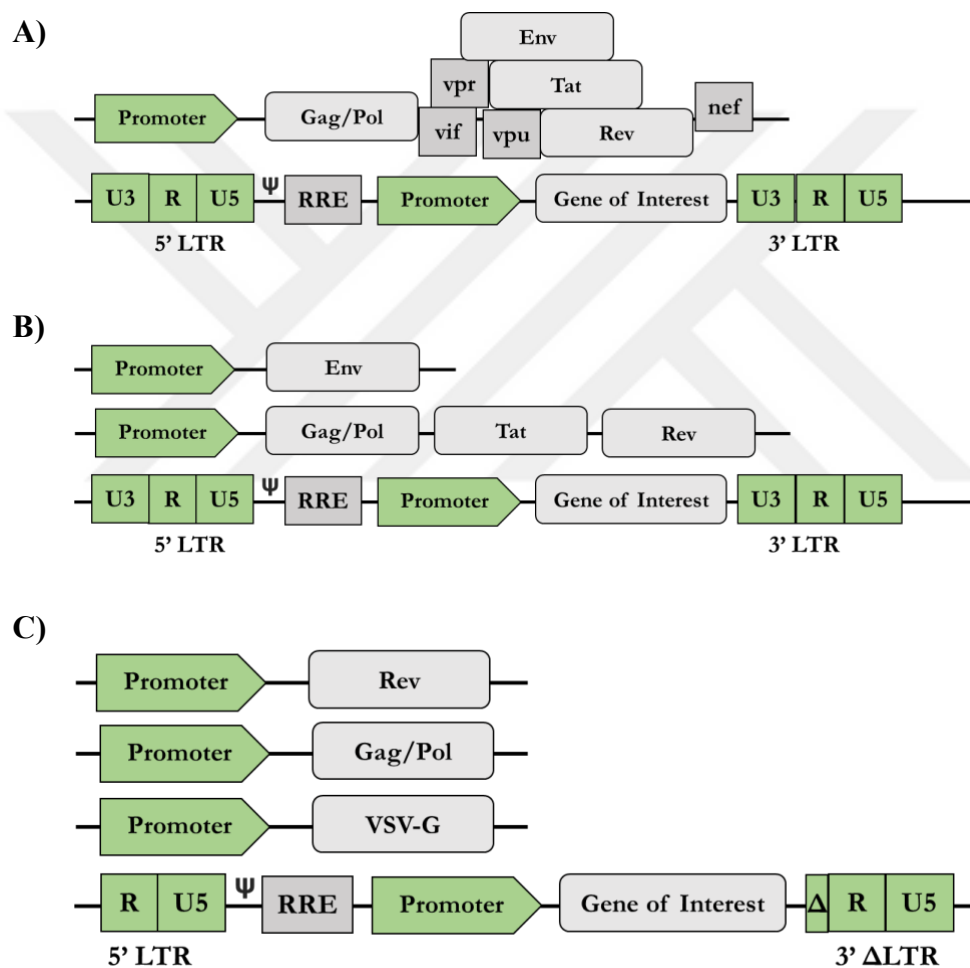 A)
Env
vpr Tat
Promoter Gag/Pol nef
vif vpu Rev
U3 R U5 Ψ RRE Promoter Gene of Interest U3 R U5
5' LTR 3' LTR
B)
Promoter Env
Promoter Gag/Pol Tat Rev
U3 R U5 Ψ RRE Promoter Gene of Interest U3 R U5
5' LTR 3' LTR
C)
Promoter Rev
Promoter Gag/Pol
Promoter VSV-G
R U5 Ψ RRE Promoter Gene of Interest Δ R U5
5' LTR 3' ΔLTR